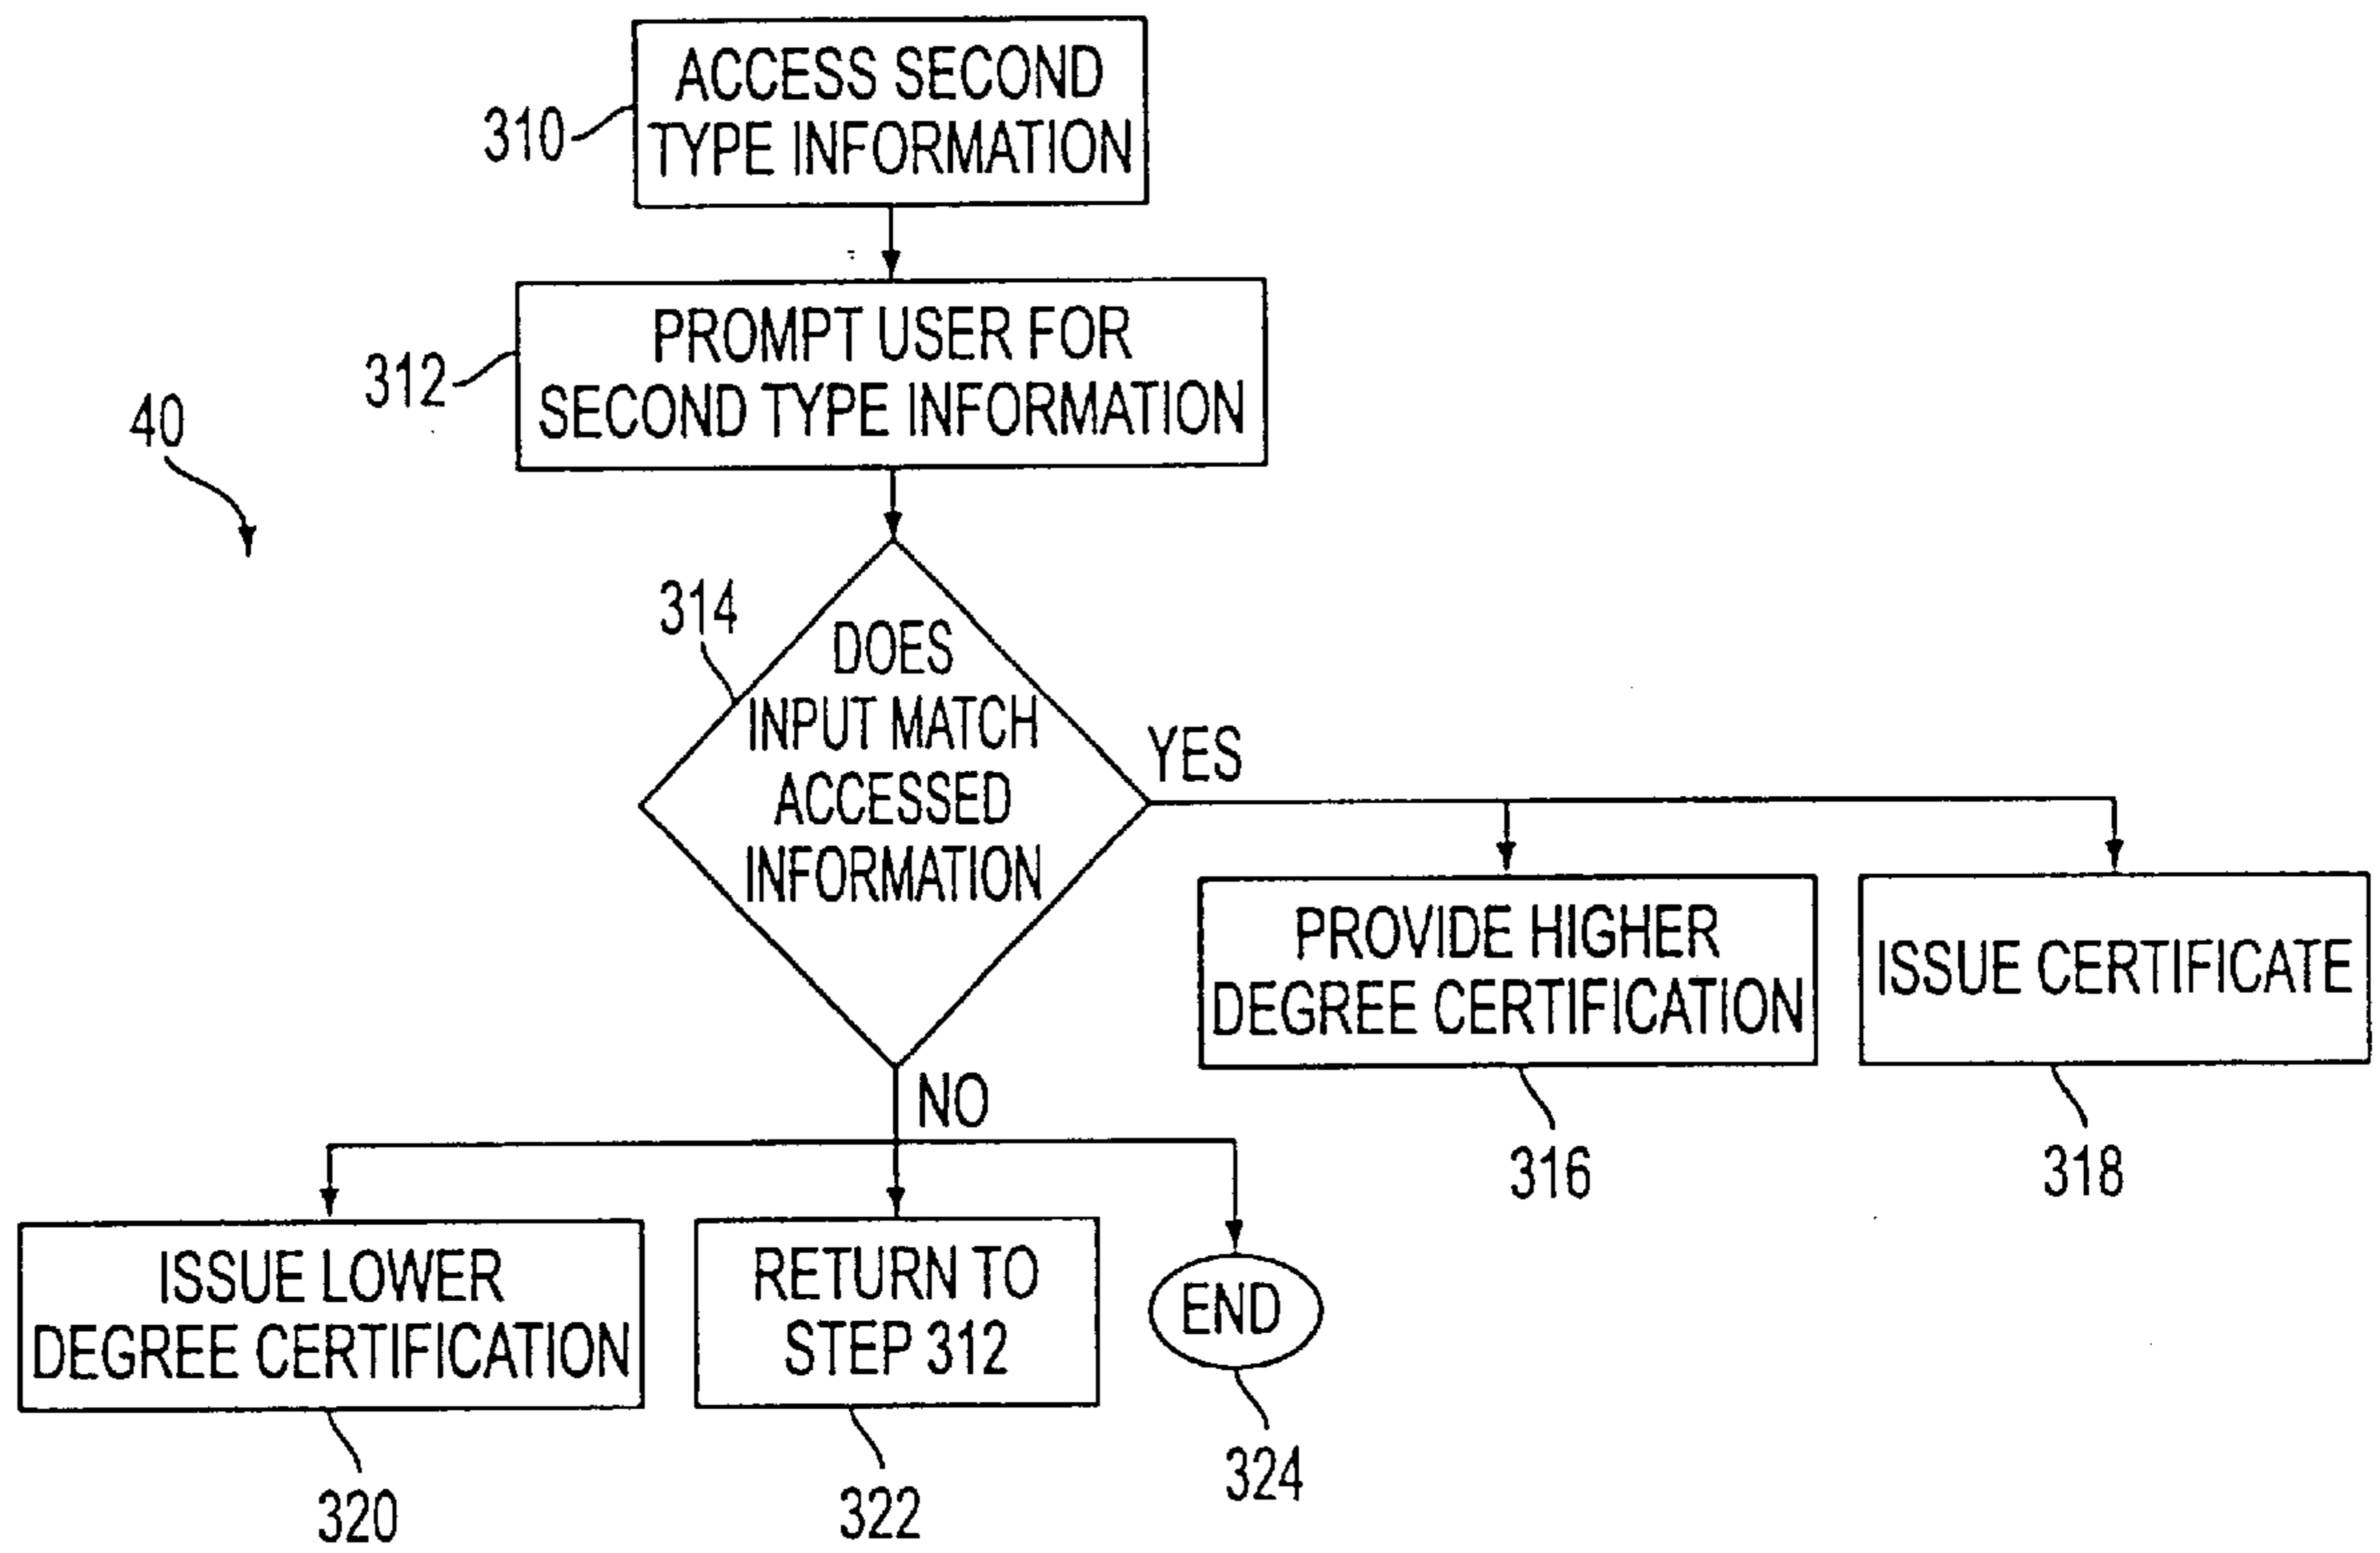 ACCESS SECOND
TYPE INFORMATION
310
PROMPT USER FOR
SECOND TYPE INFORMATION
312
40
314
DOES
INPUT MATCH
ACCESSED
INFORMATION
YES
PROVIDE HIGHER
DEGREE CERTIFICATION
ISSUE CERTIFICATE
316
318
NO
ISSUE LOWER
DEGREE CERTIFICATION
RETURN TO
STEP 312
END
320
322
324